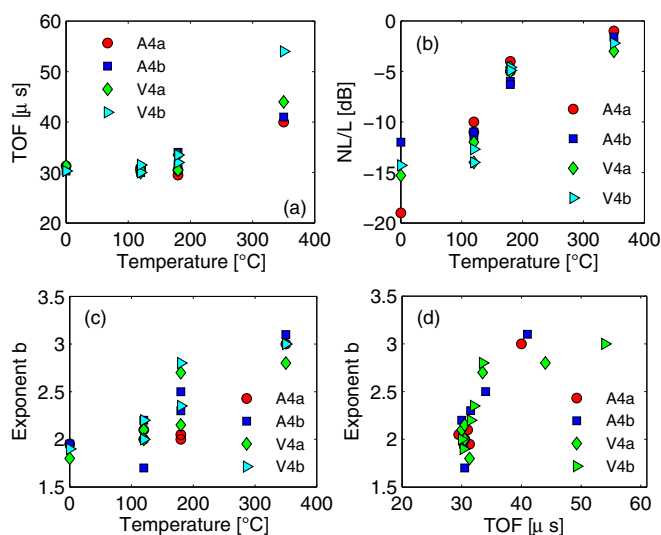 TOF [μ s]
60
50
40
30
20
0 100 200 300 400
Temperature [°C]
(a)
A4a
A4b
V4a
V4b
NL/L [dB]
0
−5
−10
−15
−20
0 100 200 300 400
Temperature [°C]
(b)
A4a
A4b
V4a
V4b
Exponent b
3.5
3
2.5
2
1.5
0 100 200 300 400
Temperature [°C]
(c)
A4a
A4b
V4a
V4b
Exponent b
3.5
3
2.5
2
1.5
20 30 40 50 60
TOF [μ s]
(d)
A4a
A4b
V4a
V4b